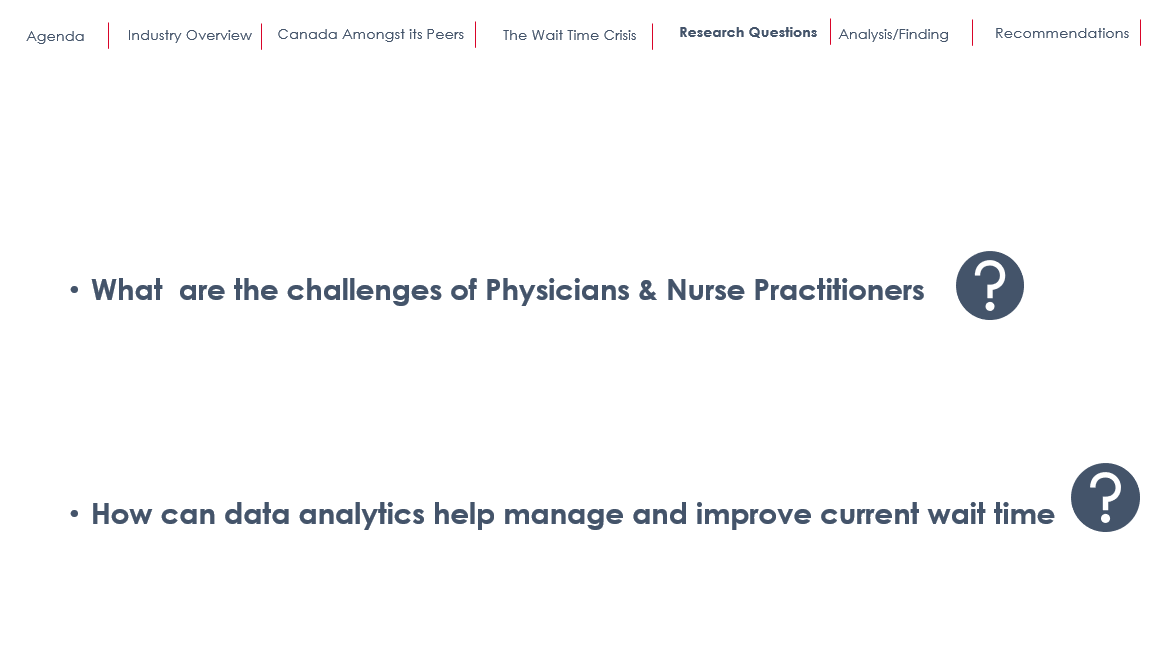 Agenda
Industry Overview
Canada Amongst its Peers
The Wait Time Crisis
Research Questions
Analysis/Finding
Recommendations
• What  are the challenges of Physicians & Nurse Practitioners ?
• How can data analytics help manage and improve current wait time ?